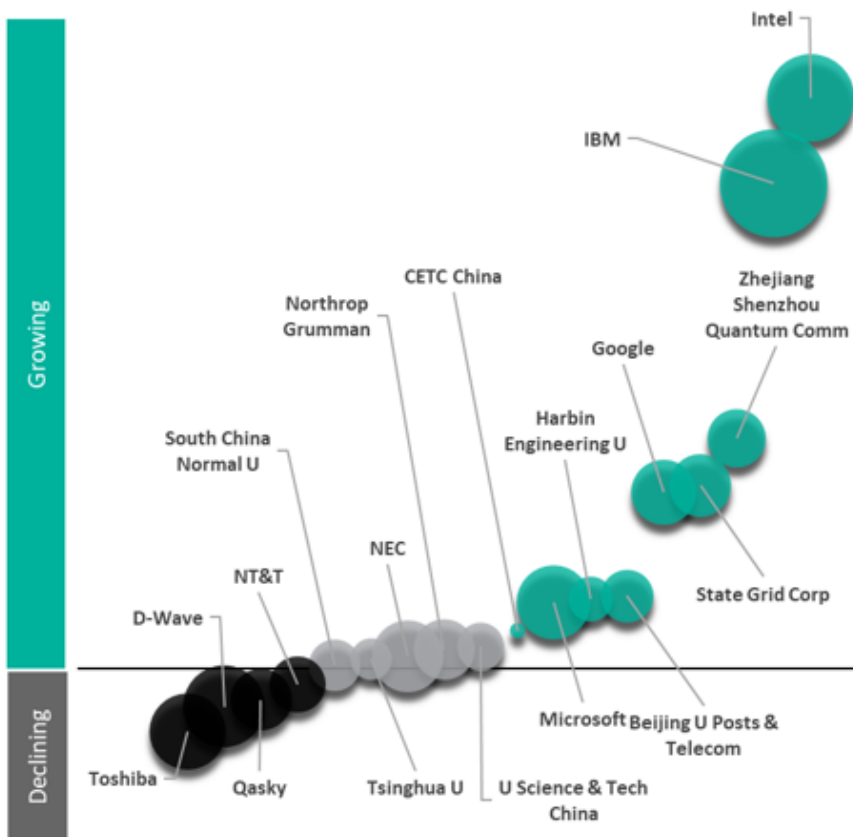 Intel
IBM
CETC China
Zhejiang
Shenzhou
Quantum Comm
Northrop
Grumman
Google
Growing
Harbin
Engineering U
South China
Normal U
NEC
NT&T
State Grid Corp
D-Wave
Microsoft
Beijing U Posts &
Telecom
Declining
Toshiba
Qasky
Tsinghua U
U Science & Tech
China